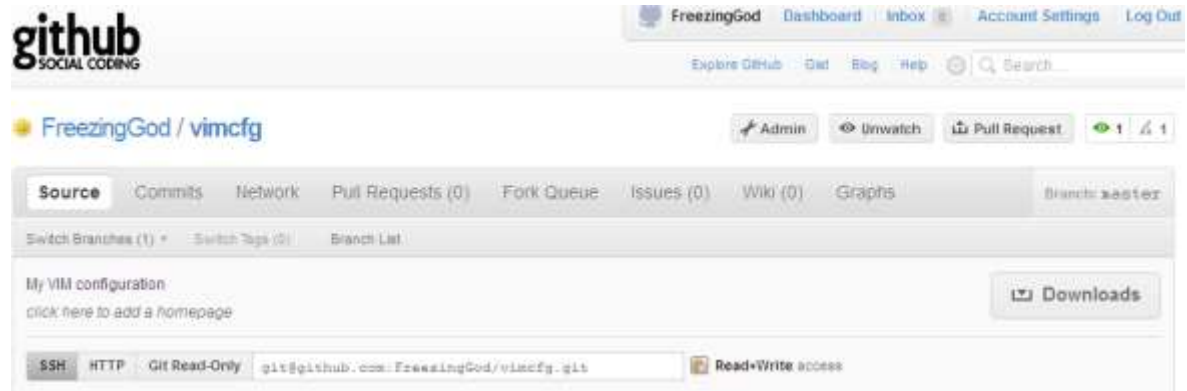 github
SOCIAL CODING
FreezingGod Dashboard Inbox Account Settings Log Out
Explore GitHub Gist Blog Help Search...
FreezingGod / vimcfg
Admin Unwatch Pull Request 1 1
Source Commits Network Pull Requests (0) Fork Queue Issues (0) Wiki (0) Graphs Branch: master
Switch Branches (1) Switch Tags (0) Branch List
My VIM configuration
click here to add a homepage
Downloads
SSH HTTP Git Read-Only git@github.com:FreezingGod/vimcfg.git Read+Write access